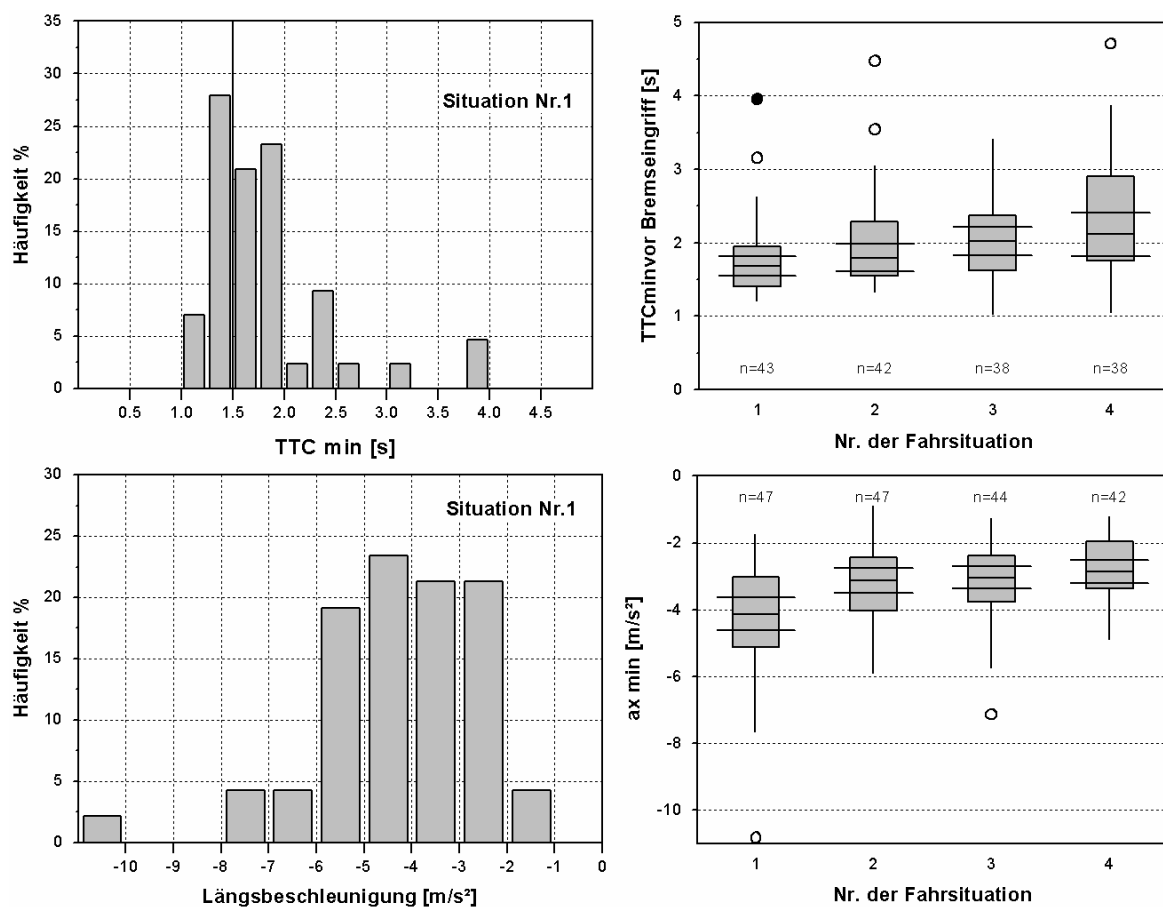 35
30
25
20
15
10
5
0
Häufigkeit %
Situation Nr.1
0.5 1.0 1.5 2.0 2.5 3.0 3.5 4.0 4.5
TTC min [s]
5
4
3
2
1
0
TTCminvor Bremseingriff [s]
n=43 n=42 n=38 n=38
1 2 3 4
Nr. der Fahrsituation
30
25
20
15
10
5
0
Häufigkeit %
Situation Nr.1
-10 -9 -8 -7 -6 -5 -4 -3 -2 -1 0
Längsbeschleunigung [m/s²]
0
-2
-4
-6
-8
-10
ax min [m/s²]
n=47 n=47 n=44 n=42
1 2 3 4
Nr. der Fahrsituation